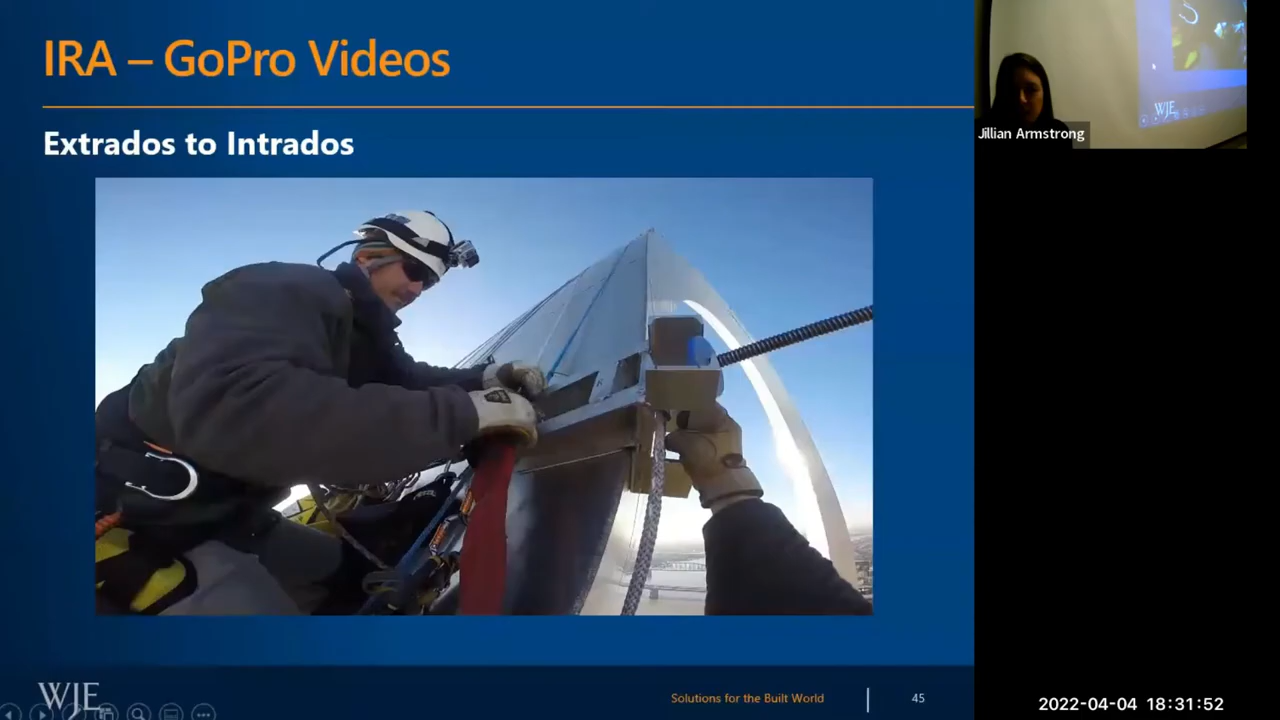 IRA – GoPro Videos
Extrados to Intrados
WJE
Jillian Armstrong
WJE
Solutions for the Built World
45
2022-04-04 18:31:52